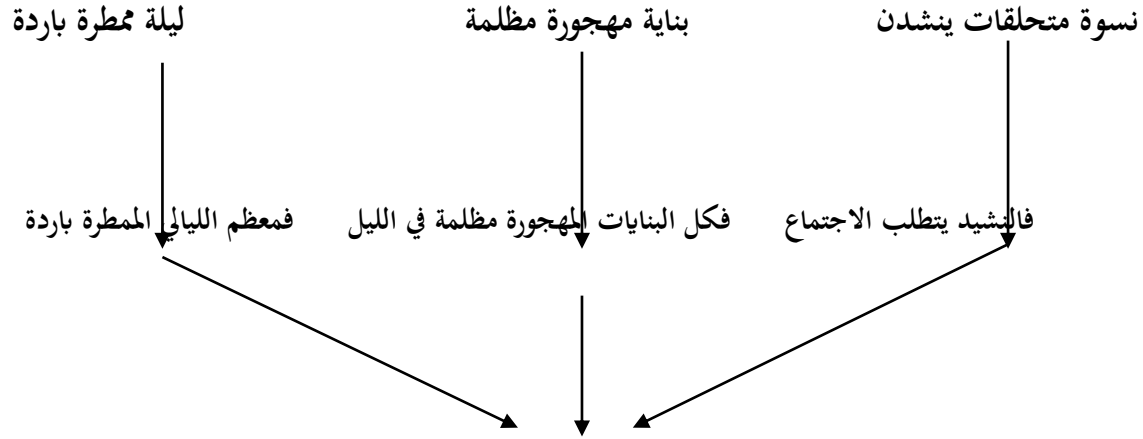 نسوة متحلقات ينشدن بناية مهجورة مظلمة ليلة ممطرة باردة
فالنشيد يتطلب الاجتماع فكل البنايات المهجورة مظلمة في الليل فمعظم الليالي الممطرة باردة